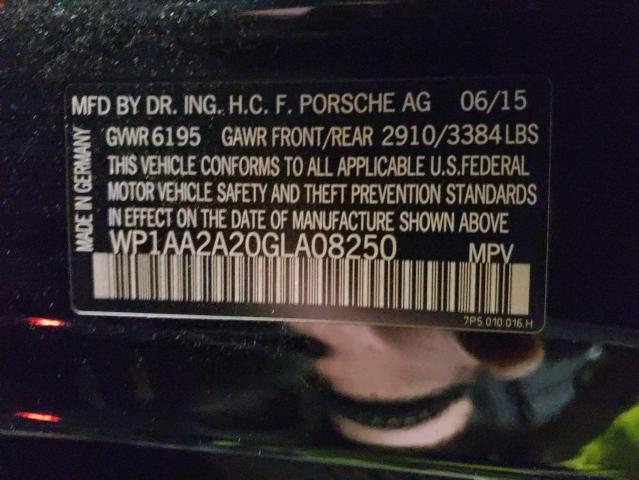 MFD BY DR. ING. H.C. F. PORSCHE AG 06/15
GVWR 6195 GAWR FRONT/REAR 2910/3384 LBS
THIS VEHICLE CONFORMS TO ALL APPLICABLE U.S. FEDERAL
MOTOR VEHICLE SAFETY AND THEFT PREVENTION STANDARDS
IN EFFECT ON THE DATE OF MANUFACTURE SHOWN ABOVE
MADE IN GERMANY
WP1AA2A20GLA08250 MPV
7P5.010.016.H